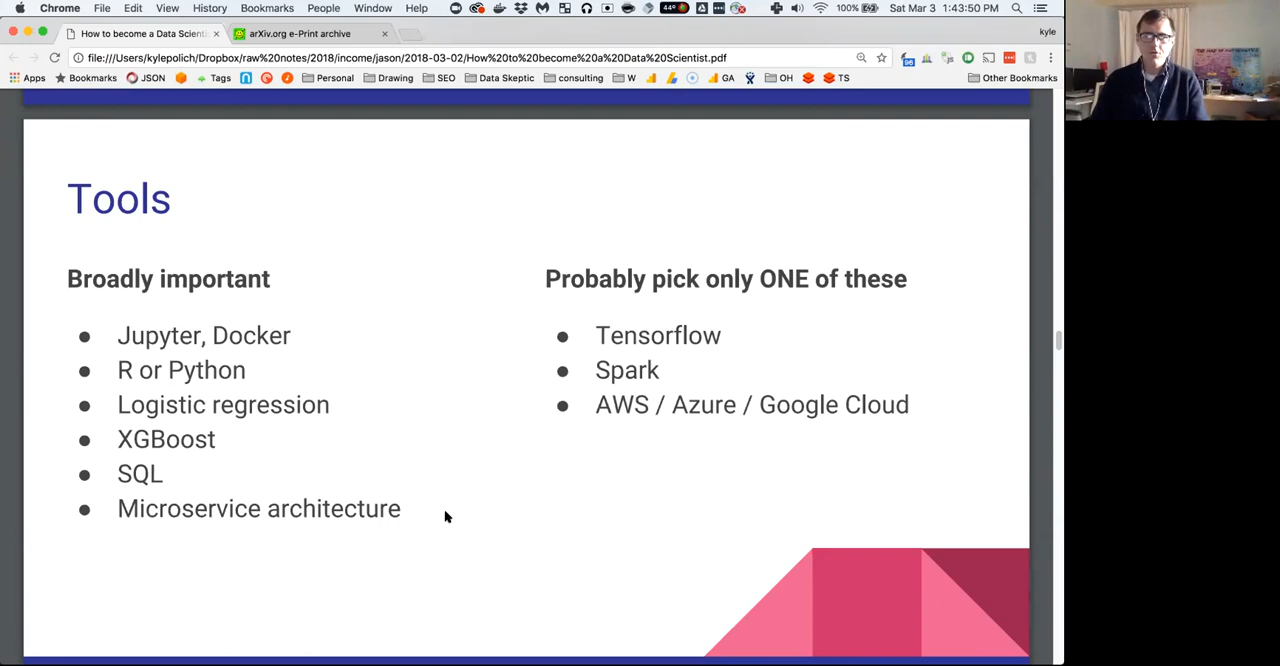 Chrome File Edit View History Bookmarks People Window Help 44° 100% Sat Mar 3 1:43:50 PM
How to become a Data Scienti × arXiv.org e-Print archive × kyle
file:///Users/kylepolich/Dropbox/raw%20notes/2018/income/jason/2018-03-02/How%20to%20become%20a%20Data%20Scientist.pdf
Apps Bookmarks JSON Tags Personal Drawing SEO Data Skeptic consulting W GA OH TS Other Bookmarks
Tools
Broadly important
● Jupyter, Docker
● R or Python
● Logistic regression
● XGBoost
● SQL
● Microservice architecture
Probably pick only ONE of these
● Tensorflow
● Spark
● AWS / Azure / Google Cloud